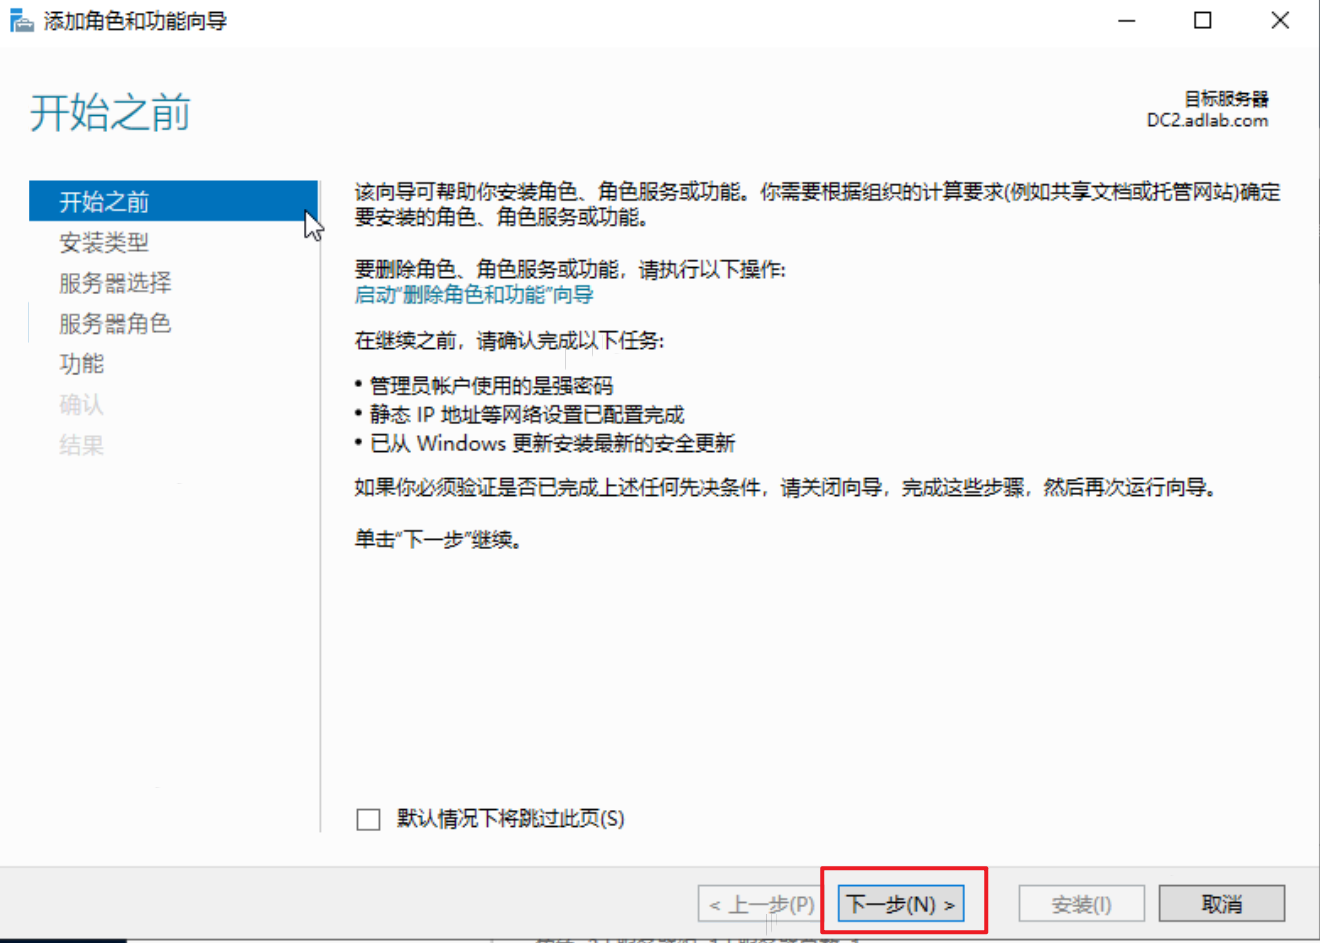 添加角色和功能向导
开始之前
目标服务器
DC2.adlab.com
开始之前
安装类型
服务器选择
服务器角色
功能
确认
结果
该向导可帮助你安装角色、角色服务或功能。你需要根据组织的计算要求(例如共享文档或托管网站)确定
要安装的角色、角色服务或功能。
要删除角色、角色服务或功能，请执行以下操作:
启动“删除角色和功能”向导
在继续之前，请确认完成以下任务:
• 管理员帐户使用的是强密码
• 静态 IP 地址等网络设置已配置完成
• 已从 Windows 更新安装最新的安全更新
如果你必须验证是否已完成上述任何先决条件，请关闭向导，完成这些步骤，然后再次运行向导。
单击“下一步”继续。
默认情况下将跳过此页(S)
< 上一步(P)
下一步(N) >
安装(I)
取消